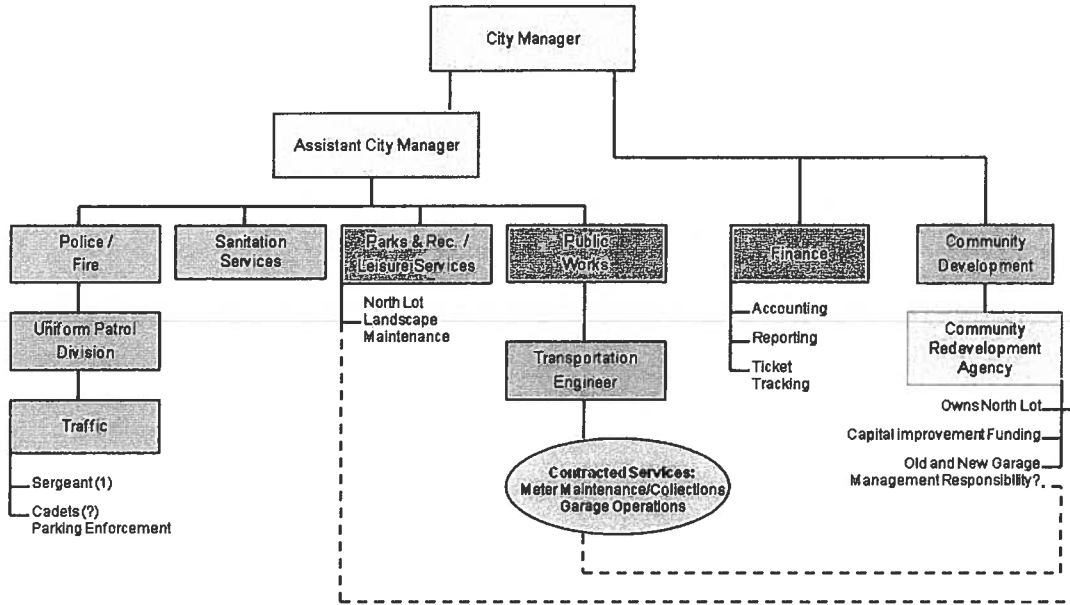 City Manager
Assistant City Manager
Police /
Fire
Sanitation
Services
Parks & Rec. /
Leisure Services
Public
Works
Finance
Community
Development
Uniform Patrol
Division
Traffic
Sergeant (1)
Cadets (?)
Parking Enforcement
North Lot
Landscape
Maintenance
Transportation
Engineer
Contracted Services:
Meter Maintenance/Collections
Garage Operations
Accounting
Reporting
Ticket
Tracking
Community
Redevelopment
Agency
Owns North Lot
Capital improvement Funding
Old and New Garage
Management Responsibility?